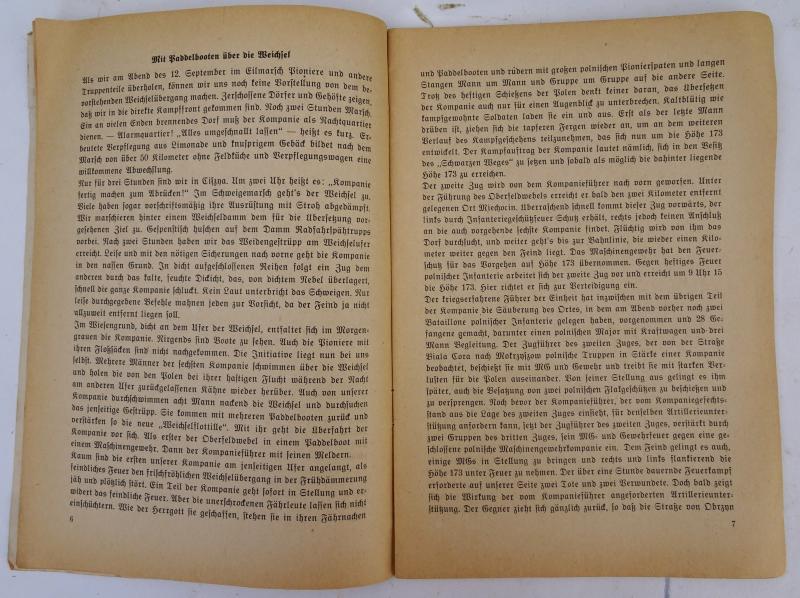 Mit Paddelbooten über die Weichsel
Als wir am Abend des 12. September im Eilmarsch Pioniere und andere
Truppenteile überholen, können wir uns noch keine Vorstellung von dem be-
vorstehenden Weichselübergang machen. Zerschossene Dörfer und Gehöfte zeigen,
daß wir in die direkte Kampffront gekommen sind. Noch zwei Stunden Marsch.
Ein an vielen Enden brennendes Dorf muß der Kompanie als Nachtquartier
dienen. — Alarmquartier! „Alles umgeschnallt lassen“ — heißt es kurz. Er-
beutete Verpflegung aus Limonade und knusprigem Gebäck bildet nach dem
Marsch von über 50 Kilometer ohne Feldküche und Verpflegungswagen eine
willkommene Abwechslung.
Nur für drei Stunden sind wir in Cifzva. Um zwei Uhr heißt es: „Kompanie
fertig machen zum Abrücken!“ Im Schweigemarsch geht's der Weichsel zu.
Viele haben sogar vorschriftsmäßig ihre Ausrüstung mit Stroh abgedämpft.
Wir marschieren hinter einem Weichseldamm dem für die Übersetzung vor-
gesehenen Ziel zu. Gespenstisch huschen auf dem Damm Radfahrspähtrupps
vorbei. Nach zwei Stunden haben wir das Weidengestrüpp am Weichselufer
erreicht. Leise und mit den nötigen Sicherungen nach vorne geht die Kompanie
in den nassen Grund. In dicht aufgeschlossenen Reihen folgt ein Zug dem
anderen durch das kalte, feuchte Dickicht, das, von dichtem Nebel überlagert,
schnell die ganze Kompanie schluckt. Kein Laut unterbricht das Schweigen. Nur
leise durchgegebene Befehle mahnen jeden zur Vorsicht, da der Feind ja nicht
allzuweit entfernt liegen soll.
Im Wiesengrund, dicht am Ufer der Weichsel, entfaltet sich im Morgen-
grauen die Kompanie. Nirgends sind Boote zu sehen. Auch die Pioniere mit
ihren Floßsäcken sind nicht nachgekommen. Die Initiative liegt nun bei uns
selbst. Mehrere Männer der sechsten Kompanie schwimmen über die Weichsel
und holen die von den Polen bei ihrer hastigen Flucht während der Nacht
am anderen Ufer zurückgelassenen Kähne wieder herüber. Auch von unserer
Kompanie durchschwimmen acht Mann nackend die Weichsel und durchsuchen
das jenseitige Gestrüpp. Sie kommen mit mehreren Paddelbooten zurück und
verstärken so die neue „Weichselflottille“. Mit ihr geht die Überfahrt der
Kompanie vor sich. Als erster der Oberfeldwebel in einem Paddelboot mit
einem Maschinengewehr. Dann der Kompanieführer mit seinen Meldern.
Kaum sind die ersten unserer Kompanie am jenseitigen Ufer angelangt, als
feindliches Feuer den frischfröhlichen Weichselübergang in der Frühdämmerung
jäh und plötzlich stört. Ein Teil der Kompanie geht sofort in Stellung und er-
widert das feindliche Feuer. Aber die unerschrockenen Fährleute lassen sich nicht
einschüchtern. Wie der Herrgott sie geschaffen, stehen sie in ihren Fährnachen
6
und Paddelbooten und rüdern mit großen polnischen Pionierspaten und langen
Stangen Mann um Mann und Gruppe um Gruppe auf die andere Seite.
Trotz des heftigen Schießens der Polen denkt keiner daran, das Übersetzen
der Kompanie auch nur für einen Augenblick zu unterbrechen. Kaltblütig wie
kampfgewohnte Soldaten laden sie ein und aus. Erst als der letzte Mann
drüben ist, ziehen sich die tapferen Fergen wieder an, um an dem weiteren
Verlauf des Kampfgeschehens teilzunehmen, das sich nun um die Höhe 173
entwickelt. Der Kampfauftrag der Kompanie lautet nämlich, sich in den Besitz
des „Schwarzen Weges“ zu setzen und sobald als möglich die dahinter liegende
Höhe 173 zu erreichen.
Der zweite Zug wird von dem Kompanieführer nach vorn geworfen. Unter
der Führung des Oberfeldwebels erreicht er bald den zwei Kilometer entfernt
gelegenen Ort Miechocin. Überraschend schnell kommt dieser Zug vorwärts, der
links durch Infanteriegeschützfeuer Schutz erhält, rechts jedoch keinen Anschluß
an die auch vorgehende sechste Kompanie findet. Flüchtig wird von ihm das
Dorf durchsucht, und weiter geht's bis zur Bahnlinie, die wieder einen Kilo-
meter weiter gegen den Feind liegt. Das Maschinengewehr hat den Feuer-
schutz für das Vorgehen auf Höhe 173 übernommen. Gegen heftiges Feuer
polnischer Infanterie arbeitet sich der zweite Zug vor und erreicht um 9 Uhr 15
die Höhe 173. Hier richtet er sich zur Verteidigung ein.
Der kriegserfahrene Führer der Einheit hat inzwischen mit dem übrigen Teil
der Kompanie die Säuberung des Ortes, in dem am Abend vorher noch zwei
Bataillone polnischer Infanterie gelegen haben, vorgenommen und 28 Ge-
fangene gemacht, darunter einen polnischen Major mit Kraftwagen und drei
Mann Begleitung. Der Zugführer des zweiten Zuges, der von der Straße
Biala Cora nach Mokrzyszow polnische Truppen in Stärke einer Kompanie
beobachtet, beschießt sie mit MG und Gewehr und treibt sie mit starken Ver-
lusten für die Polen auseinander. Von seiner Stellung aus gelingt es ihm
später, auch die Besatzung von zwei polnischen Flakgeschützen zu beschießen und
zu versprengen. Noch bevor der Kompanieführer, der vom Kompaniegefechts-
stand aus die Lage des zweiten Zuges einsieht, für denselben Artillerieunter-
stützung anfordern kann, setzt der Zugführer des zweiten Zuges, verstärkt durch
zwei Gruppen des dritten Zuges, sein MG- und Gewehrfeuer gegen eine ge-
schlossene polnische Maschinengewehrkompanie ein. Dem Feind gelingt es auch,
einige MGs in Stellung zu bringen und rechts und links flankierend die
Höhe 173 unter Feuer zu nehmen. Der über eine Stunde dauernde Feuerkampf
erforderte auf unserer Seite zwei Tote und zwei Verwundete. Doch bald zeigt
sich die Wirkung der vom Kompanieführer angeforderten Artillerieunter-
stützung. Der Gegner zieht sich gänzlich zurück, so daß die Straße von Obrzyn
7